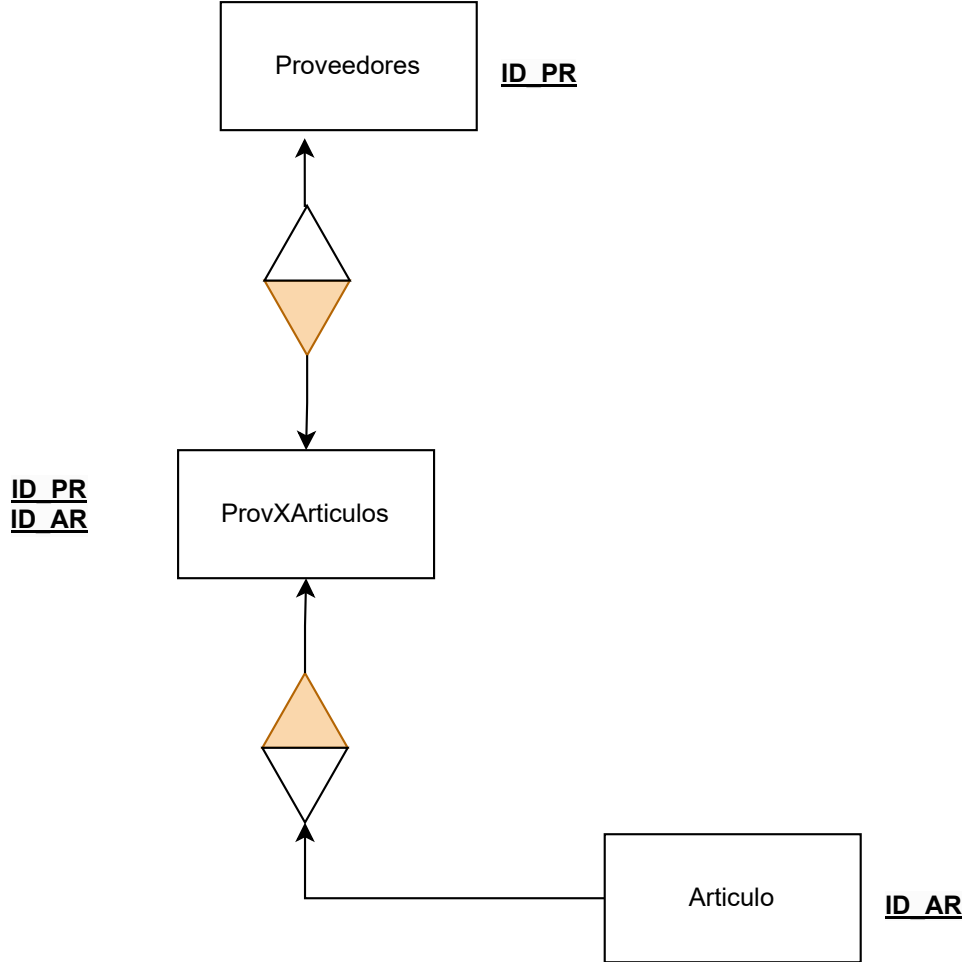 Proveedores
ID_PR
ID_PR
ID_AR
ProvXArticulos
Articulo
ID_AR